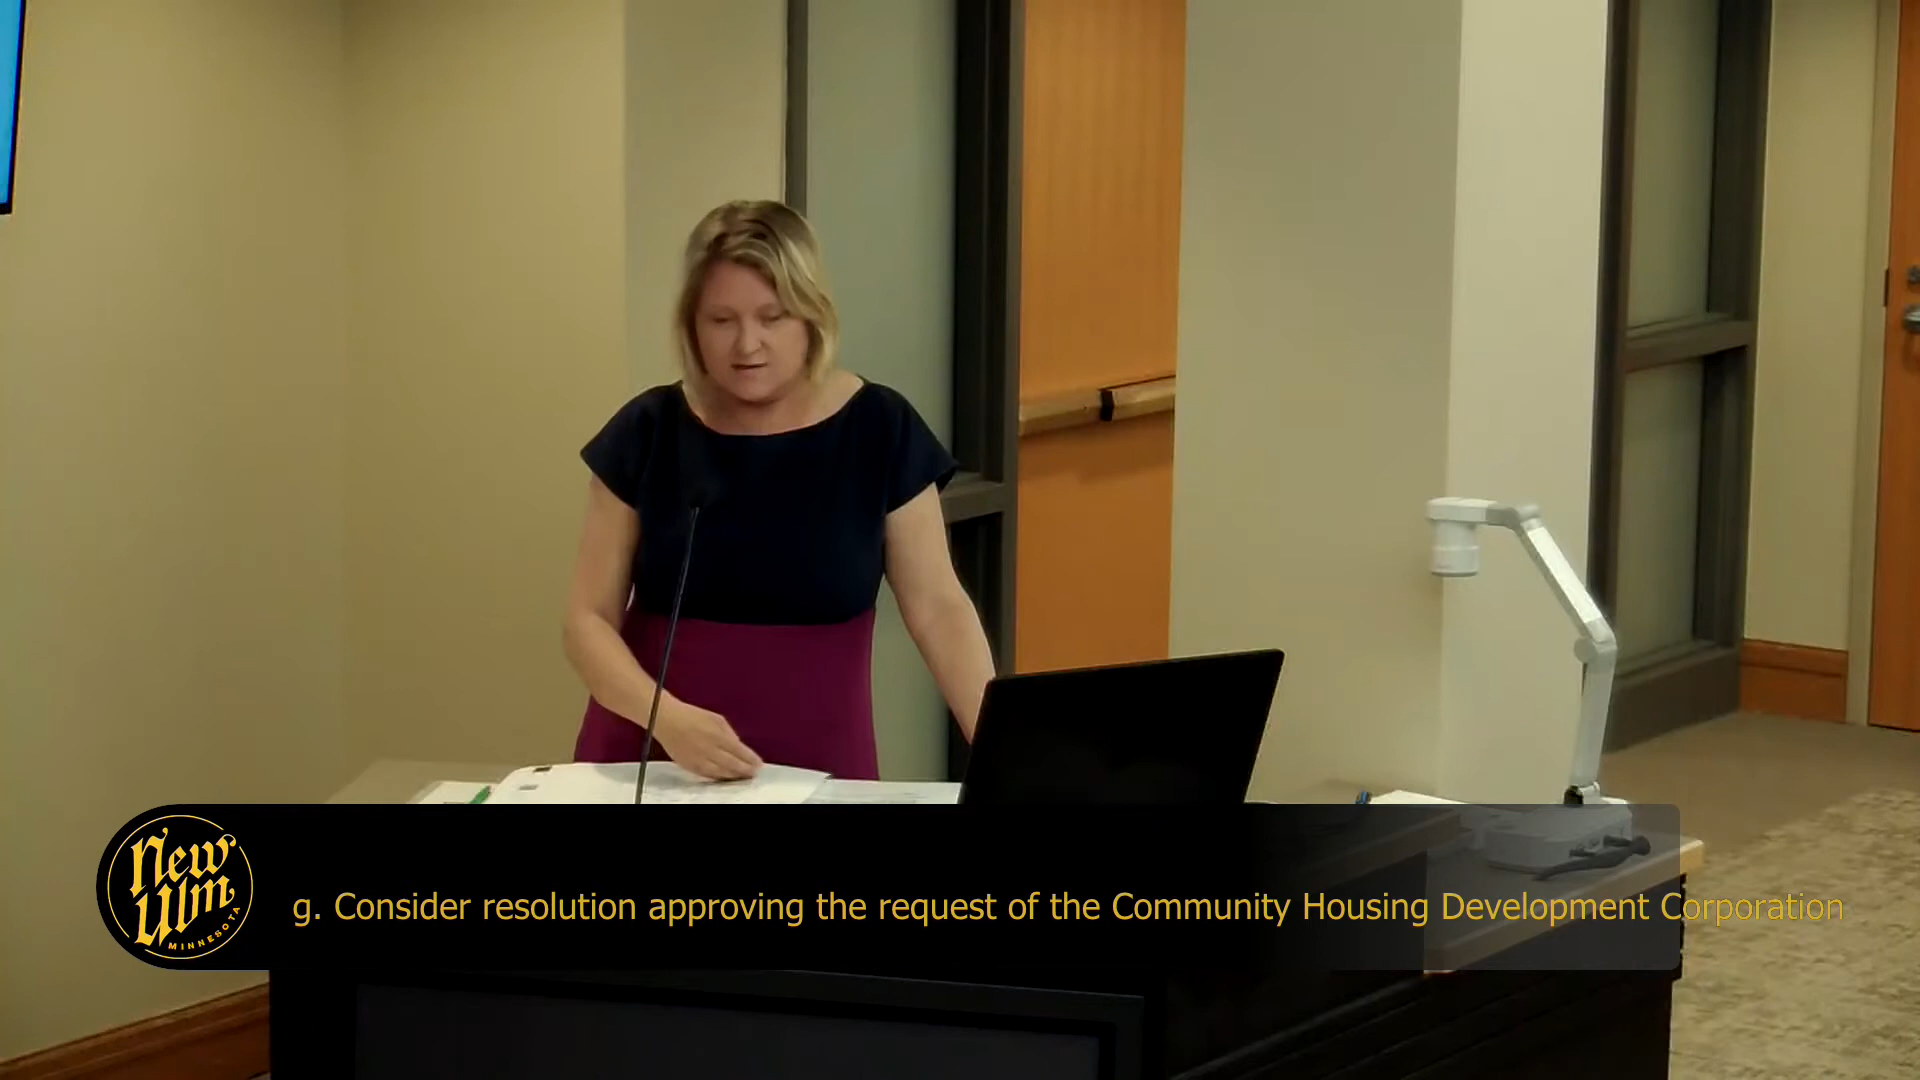 New
Ulm
MINNESOTA
g. Consider resolution approving the request of the Community Housing Development Corporation